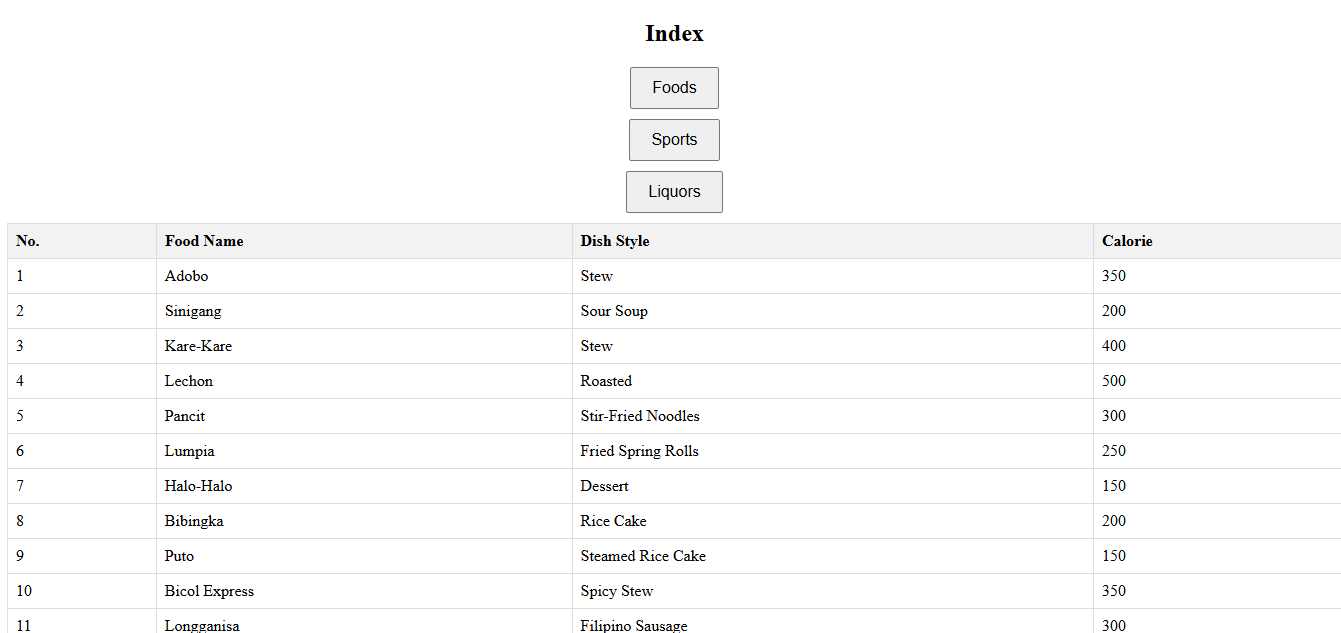 Index
Foods
Sports
Liquors
No. Food Name Dish Style Calorie
1 Adobo Stew 350
2 Sinigang Sour Soup 200
3 Kare-Kare Stew 400
4 Lechon Roasted 500
5 Pancit Stir-Fried Noodles 300
6 Lumpia Fried Spring Rolls 250
7 Halo-Halo Dessert 150
8 Bibingka Rice Cake 200
9 Puto Steamed Rice Cake 150
10 Bicol Express Spicy Stew 350
11 Longganisa Filipino Sausage 300